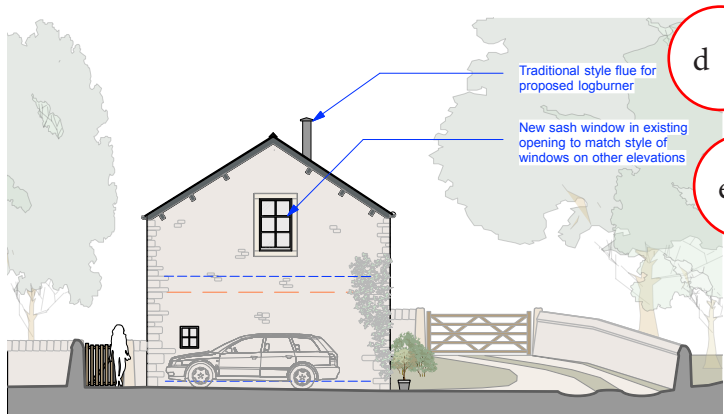 Traditional style flue for
proposed logburner
d
New sash window in existing
opening to match style of
windows on other elevations
e